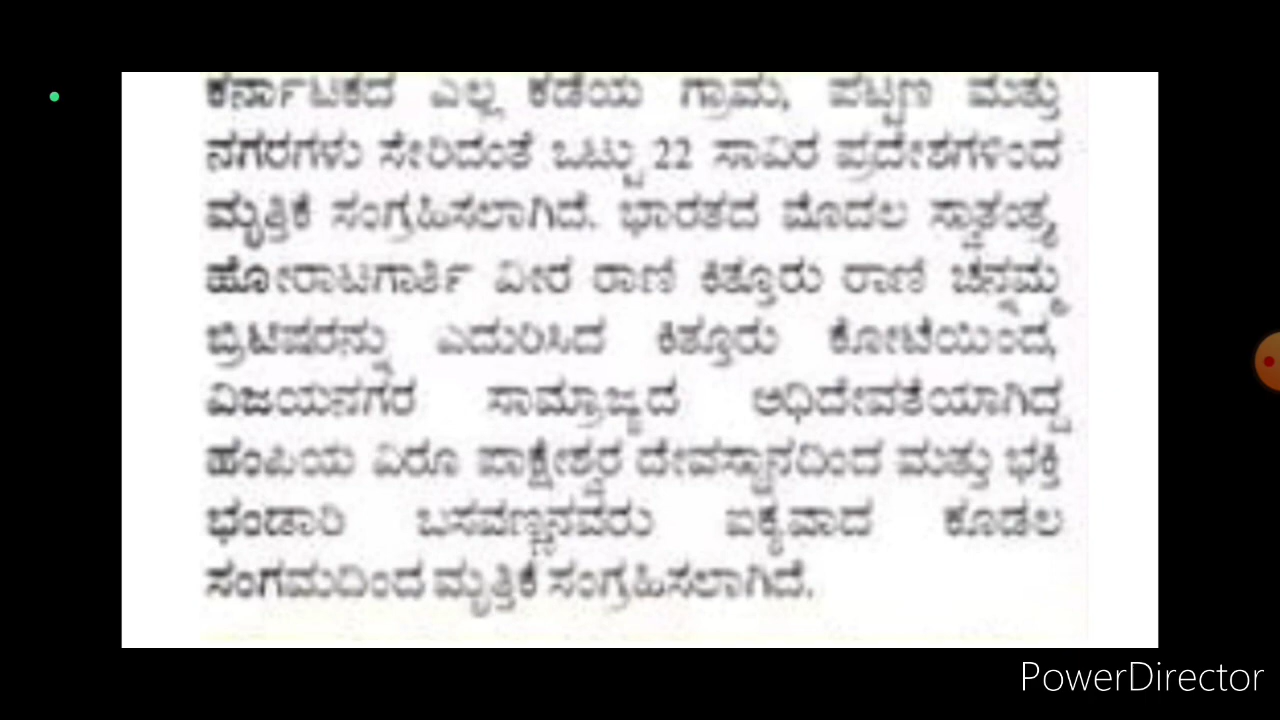 ಕರ್ನಾಟಕದ ಎಲ್ಲ ಕಡೆಯ ಗ್ರಾಮ, ಪಟ್ಟಣ ಮತ್ತು
ನಗರಗಳು ಸೇರಿದಂತೆ ಒಟ್ಟು 22 ಸಾವಿರ ಪ್ರದೇಶಗಳಿಂದ
ಮೃತ್ತಿಕೆ ಸಂಗ್ರಹಿಸಲಾಗಿದೆ. ಭಾರತದ ಮೊದಲ ಸ್ವಾತಂತ್ರ್ಯ
ಹೋರಾಟಗಾರ್ತಿ ವೀರ ರಾಣಿ ಕಿತ್ತೂರು ರಾಣಿ ಚೆನ್ನಮ್ಮ
ಬ್ರಿಟಿಷರನ್ನು ಎದುರಿಸಿದ ಕಿತ್ತೂರು ಕೋಟೆಯಿಂದ,
ವಿಜಯನಗರ ಸಾಮ್ರಾಜ್ಯದ ಅಧಿದೇವತೆಯಾಗಿದ್ದ
ಹಂಪಿಯ ವಿರೂ ಪಾಕ್ಷೇಶ್ವರ ದೇವಸ್ಥಾನದಿಂದ ಮತ್ತು ಭಕ್ತಿ
ಭಂಡಾರಿ ಬಸವಣ್ಣನವರು ಐಕ್ಯವಾದ ಕೂಡಲ
ಸಂಗಮದಿಂದ ಮೃತ್ತಿಕೆ ಸಂಗ್ರಹಿಸಲಾಗಿದೆ.
PowerDirector